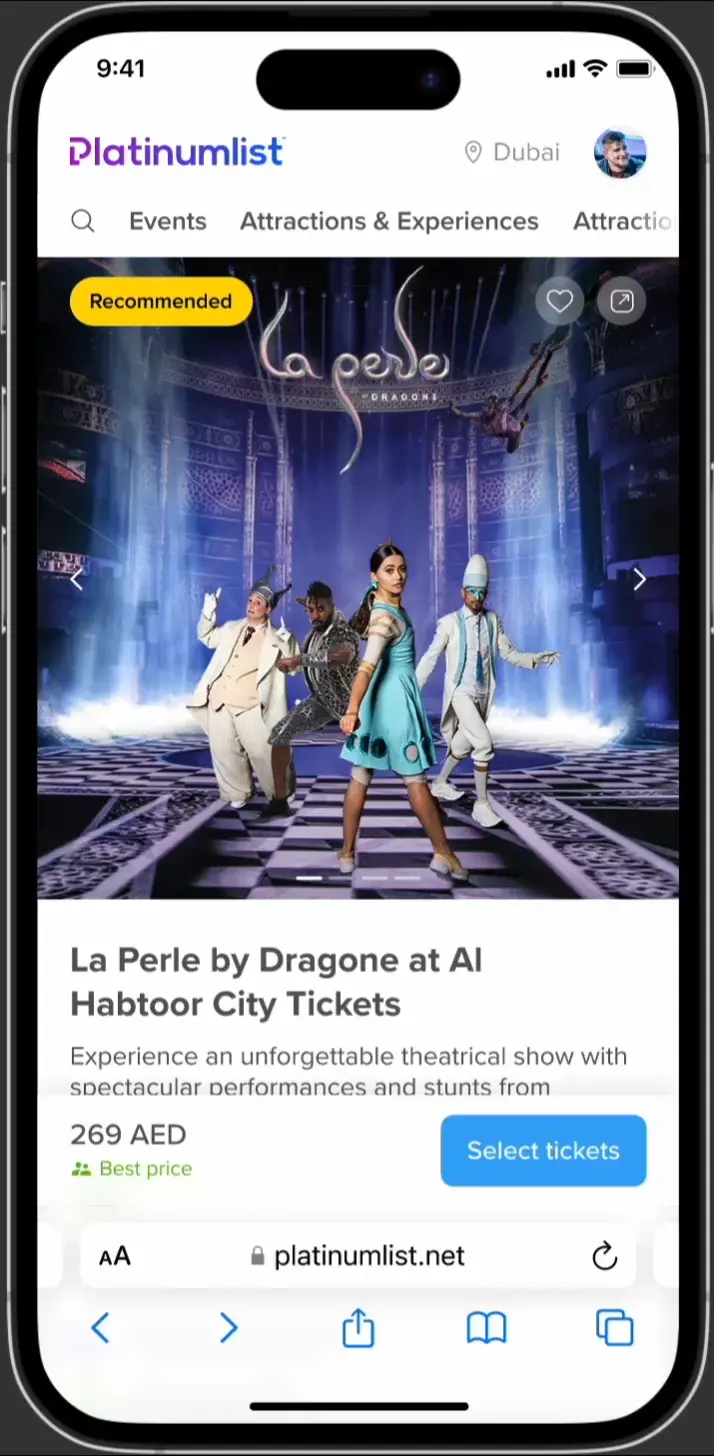 9:41
Platinumlist
Dubai
Events Attractions & Experiences Attractio
Recommended
La perle
BY DRAGONE
La Perle by Dragone at Al
Habtoor City Tickets
Experience an unforgettable theatrical show with
spectacular performances and stunts from
269 AED
Best price
Select tickets
AA
platinumlist.net